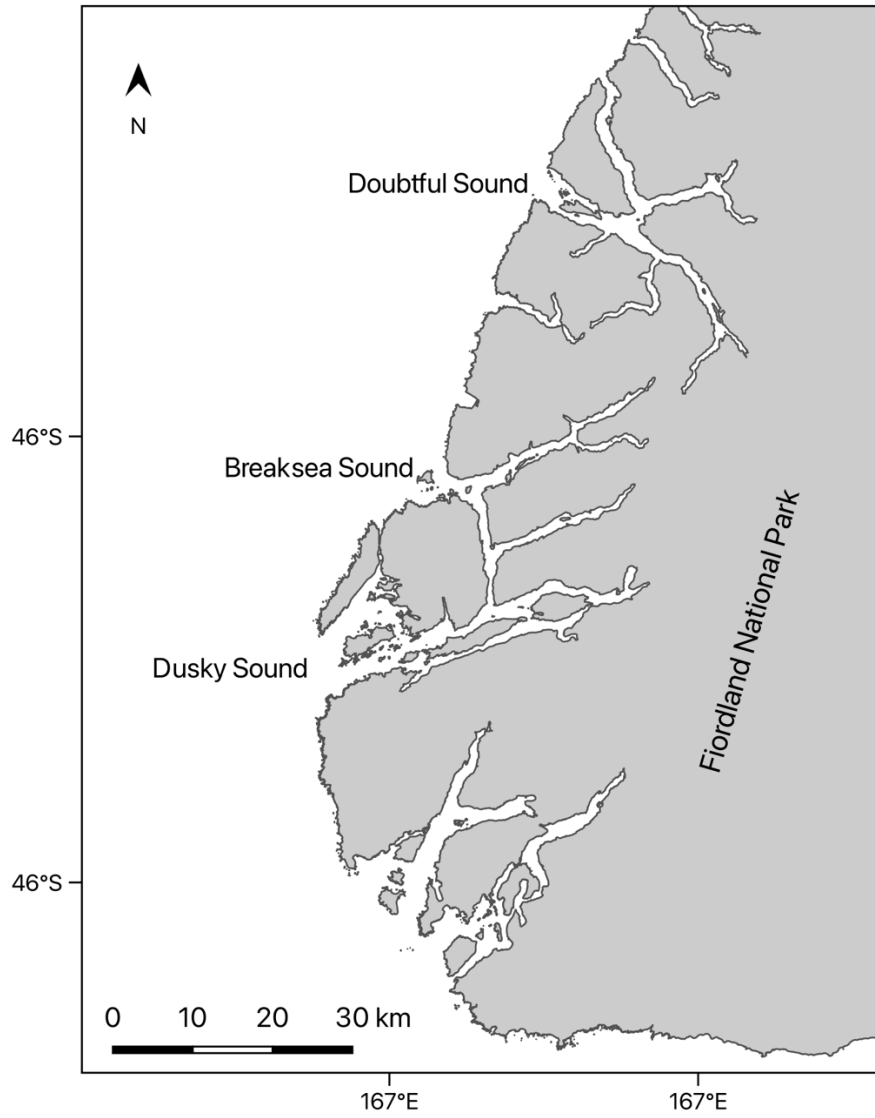 N
Doubtful Sound
46°S
Breaksea Sound
Fiordland National Park
Dusky Sound
46°S
0 10 20 30 km
167°E 167°E